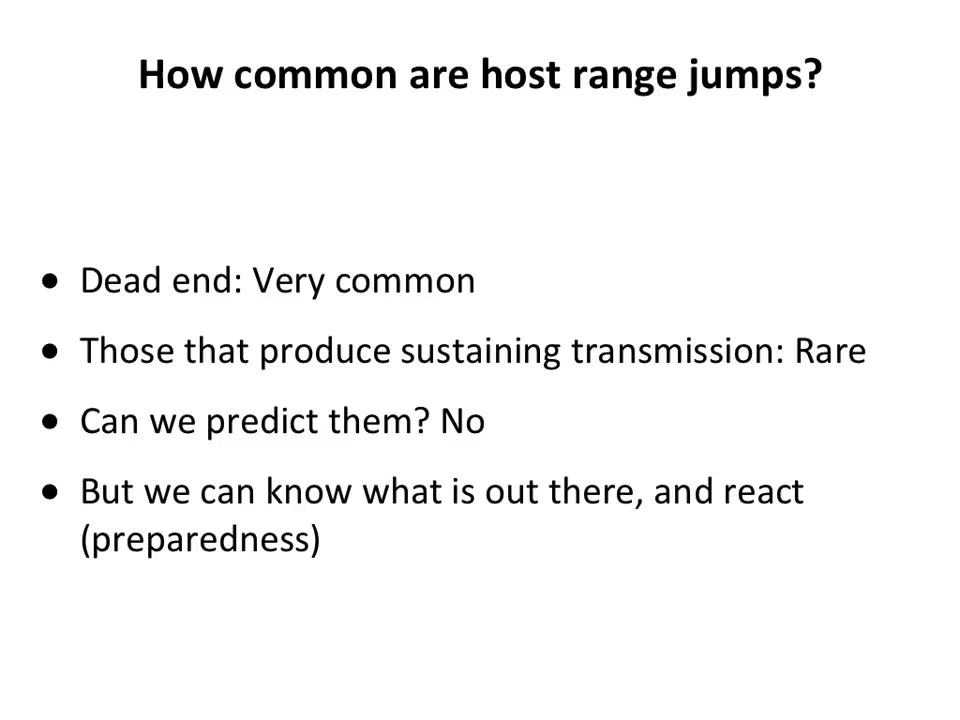 How common are host range jumps?
• Dead end: Very common
• Those that produce sustaining transmission: Rare
• Can we predict them? No
• But we can know what is out there, and react
(preparedness)